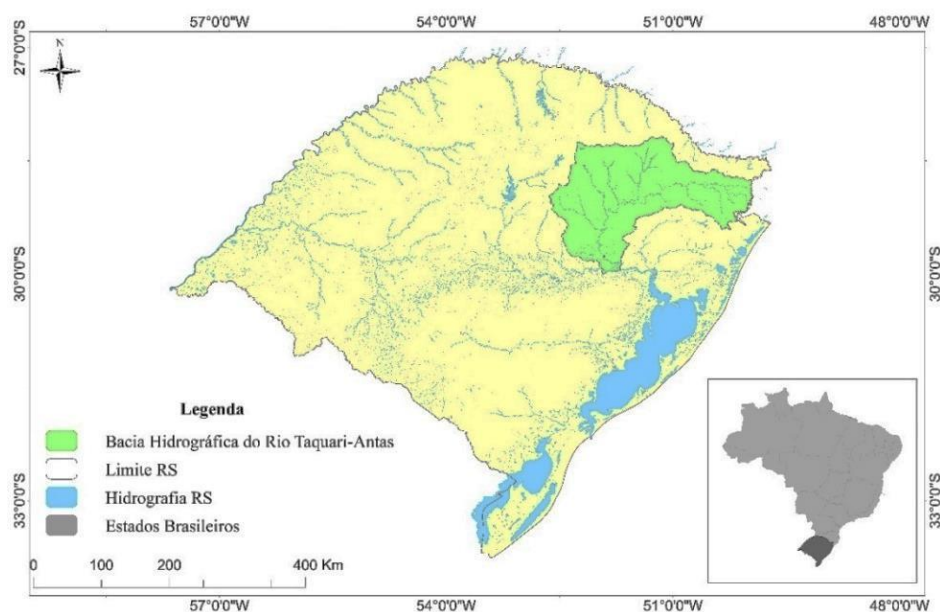 57°0'0"W 54°0'0"W 51°0'0"W 48°0'0"W
27°0'0"S 27°0'0"S
N
30°0'0"S 30°0'0"S
Legenda
Bacia Hidrográfica do Rio Taquari-Antas
Limite RS
Hidrografia RS
Estados Brasileiros
33°0'0"S 33°0'0"S
0 100 200 400 Km
57°0'0"W 54°0'0"W 51°0'0"W 48°0'0"W